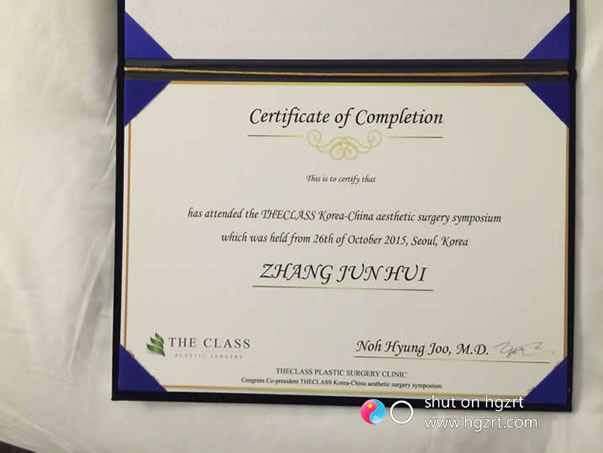 Certificate of Completion
This is to certify that
has attended the THECLASS Korea-China aesthetic surgery symposium
which was held from 26th of October 2015, Seoul, Korea
ZHANG JUN HUI
THE CLASS
PLASTIC SURGERY
Noh Hyung Joo, M.D.
THECLASS PLASTIC SURGERY CLINIC
Congress Co-president THECLASS Korea-China aesthetic surgery symposium
shut on hgzrt
www.hgzrt.com